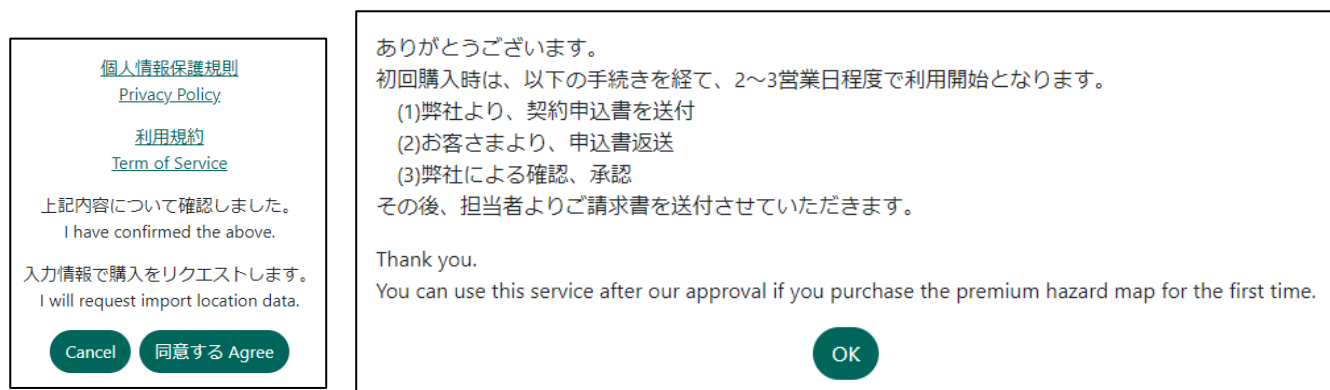 個人情報保護規則
Privacy Policy
利用規約
Term of Service
上記内容について確認しました。
I have confirmed the above.
入力情報で購入をリクエストします。
I will request import location data.
Cancel
同意する Agree
ありがとうございます。
初回購入時は、以下の手続きを経て、2～3営業日程度で利用開始となります。
(1)弊社より、契約申込書を送付
(2)お客さまより、申込書返送
(3)弊社による確認、承認
その後、担当者よりご請求書を送付させていただきます。
Thank you.
You can use this service after our approval if you purchase the premium hazard map for the first time.
OK